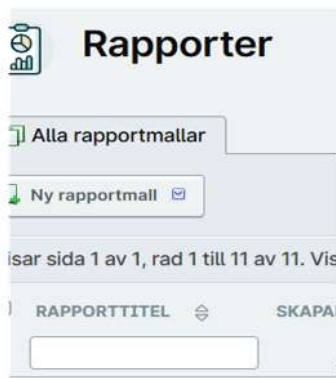 Rapporter
Alla rapportmallar
Ny rapportmall
isar sida 1 av 1, rad 1 till 11 av 11. Vis
RAPPORTTITEL SKAPA